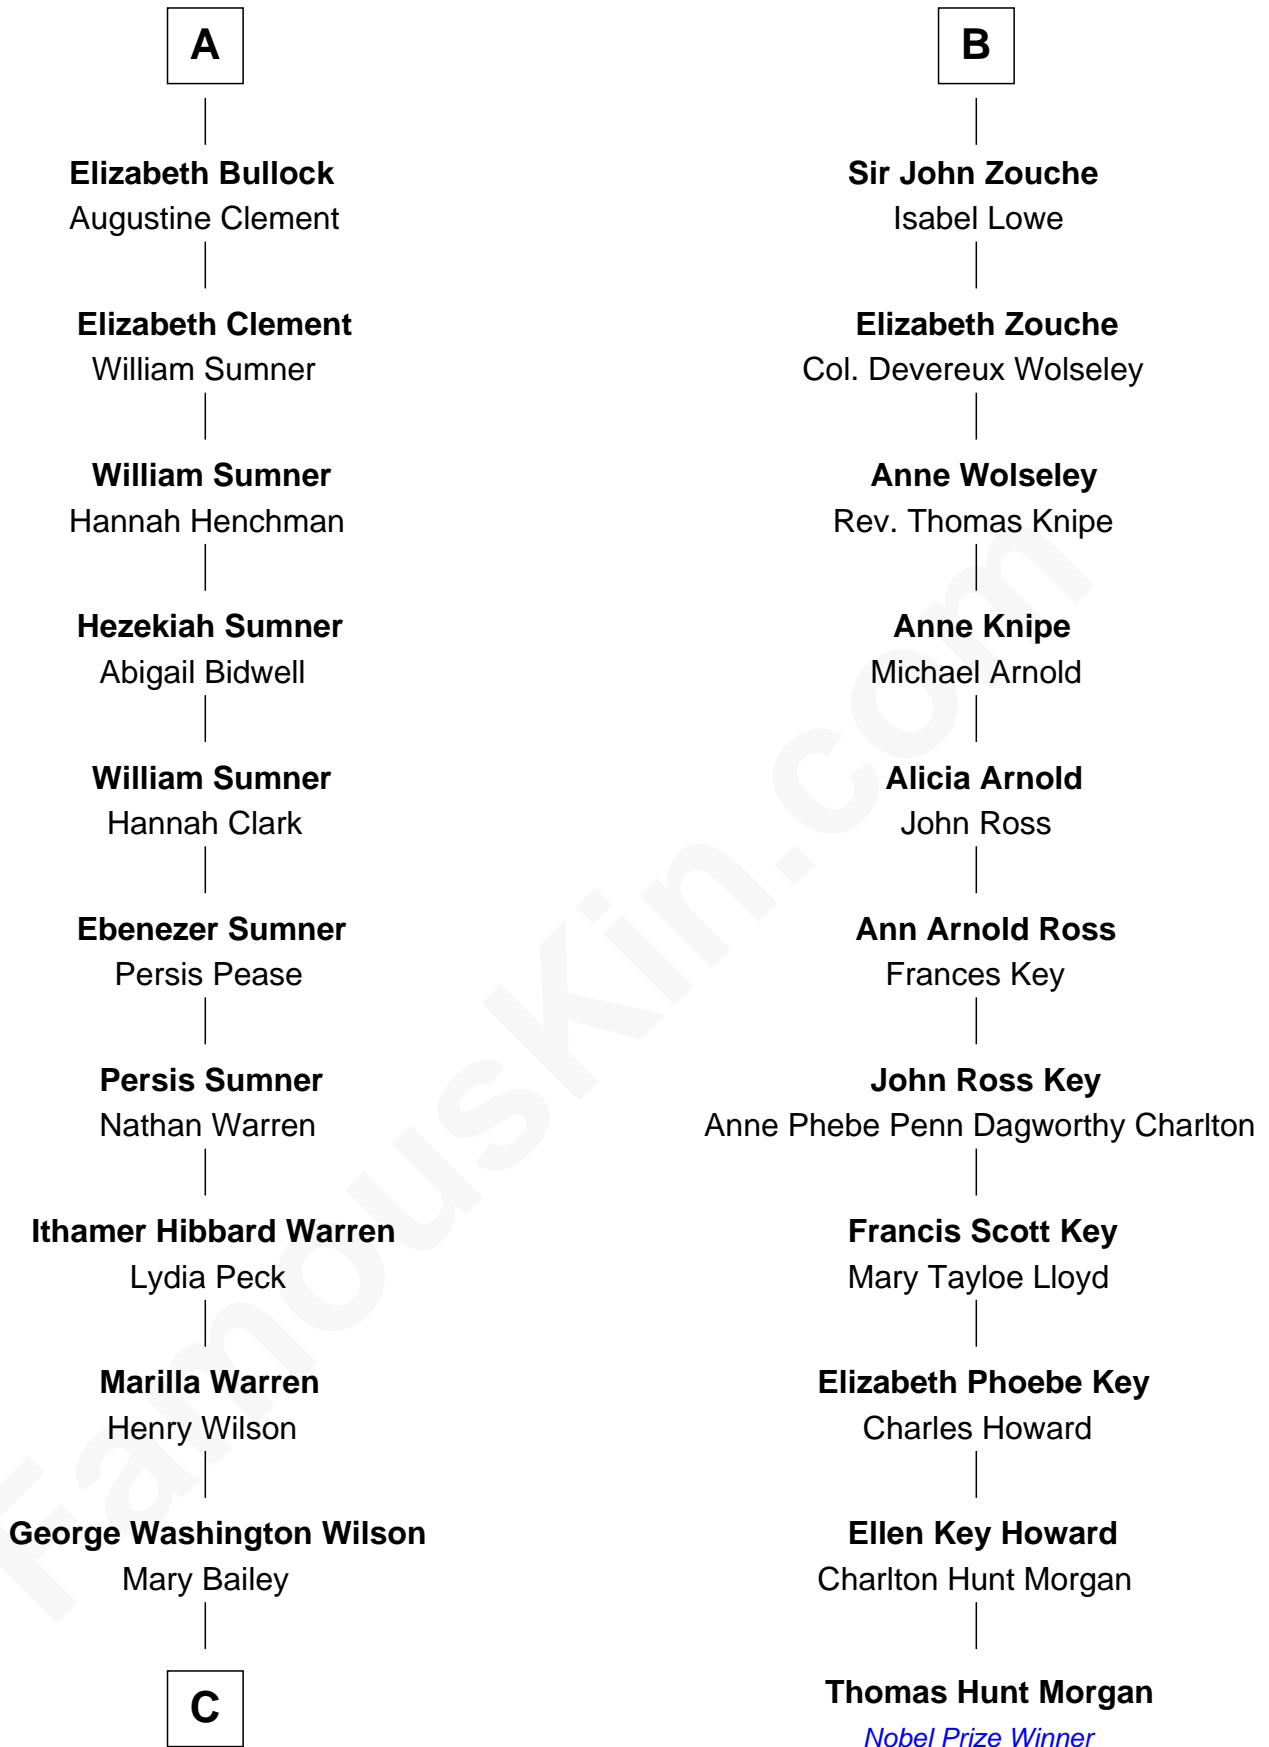 A
Elizabeth Bullock
Augustine Clement
Elizabeth Clement
William Sumner
William Sumner
Hannah Henchman
Hezekiah Sumner
Abigail Bidwell
William Sumner
Hannah Clark
Ebenezer Sumner
Persis Pease
Persis Sumner
Nathan Warren
Ithamer Hibbard Warren
Lydia Peck
Marilla Warren
Henry Wilson
George Washington Wilson
Mary Bailey
C
B
Sir John Zouche
Isabel Lowe
Elizabeth Zouche
Col. Devereux Wolseley
Anne Wolseley
Rev. Thomas Knipe
Anne Knipe
Michael Arnold
Alicia Arnold
John Ross
Ann Arnold Ross
Frances Key
John Ross Key
Anne Phebe Penn Dagworthy Charlton
Francis Scott Key
Mary Tayloe Lloyd
Elizabeth Phoebe Key
Charles Howard
Ellen Key Howard
Charlton Hunt Morgan
Thomas Hunt Morgan
Nobel Prize Winner
FamousKin.com